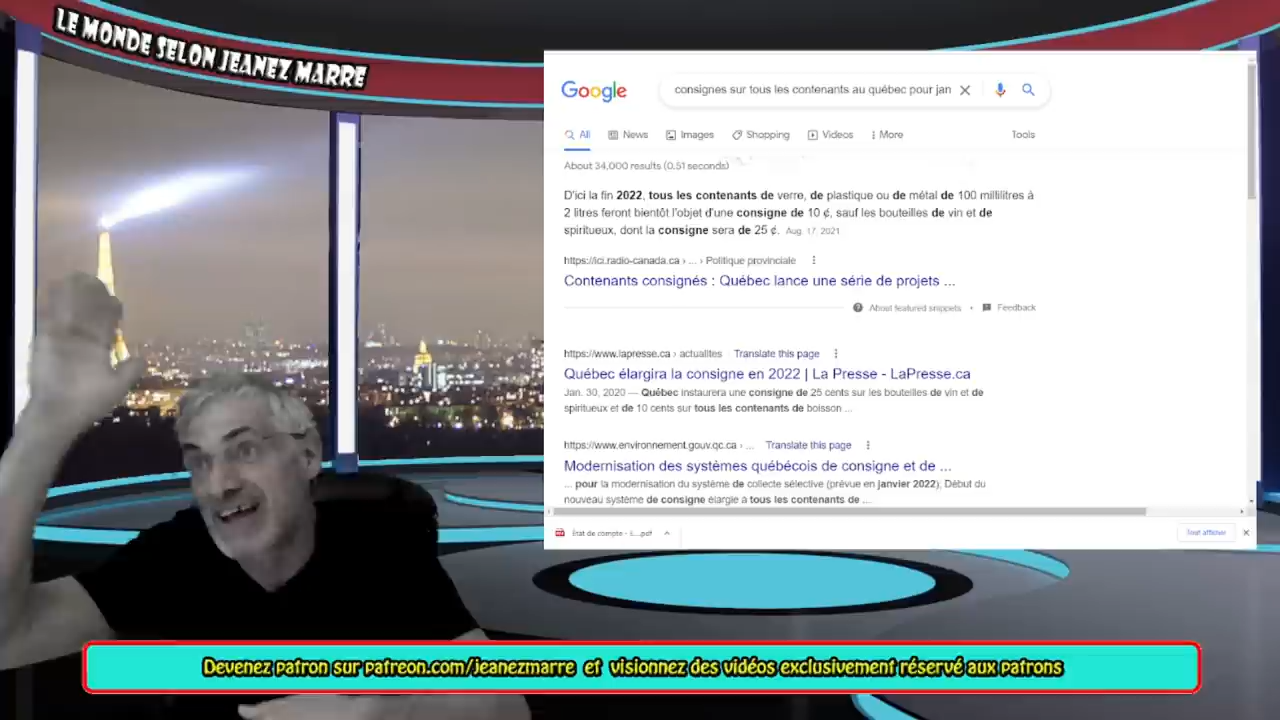 LE MONDE SELON JEANEZ MARRE
Google
consignes sur tous les contenants au québec pour jan
All News Images Shopping Videos More Tools
About 34,000 results (0.51 seconds)
D'ici la fin 2022, tous les contenants de verre, de plastique ou de métal de 100 millilitres à
2 litres feront bientôt l'objet d'une consigne de 10 ¢, sauf les bouteilles de vin et de
spiritueux, dont la consigne sera de 25 ¢. Aug. 17, 2021
https://ici.radio-canada.ca › ... › Politique provinciale
Contenants consignés : Québec lance une série de projets ...
About featured snippets • Feedback
https://www.lapresse.ca › actualites Translate this page
Québec élargira la consigne en 2022 | La Presse - LaPresse.ca
Jan. 30, 2020 — Québec instaurera une consigne de 25 cents sur les bouteilles de vin et de
spiritueux et de 10 cents sur tous les contenants de boisson ...
https://www.environnement.gouv.qc.ca › ... Translate this page
Modernisation des systèmes québécois de consigne et de ...
... pour la modernisation du système de collecte sélective (prévue en janvier 2022); Début du
nouveau système de consigne élargie à tous les contenants de ...
État de compte - L....pdf
Tout afficher
Devenez patron sur patreon.com/jeanezmarre et visionnez des vidéos exclusivement réservé aux patrons